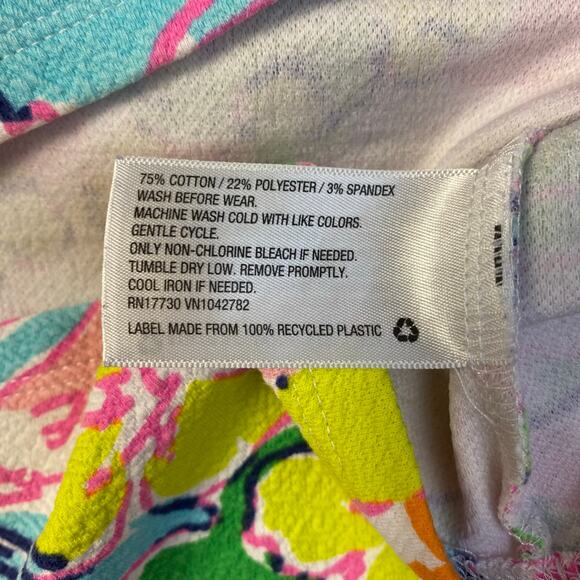 75% COTTON / 22% POLYESTER / 3% SPANDEX
WASH BEFORE WEAR.
MACHINE WASH COLD WITH LIKE COLORS.
GENTLE CYCLE.
ONLY NON-CHLORINE BLEACH IF NEEDED.
TUMBLE DRY LOW. REMOVE PROMPTLY.
COOL IRON IF NEEDED.
RN17730 VN1042782
LABEL MADE FROM 100% RECYCLED PLASTIC